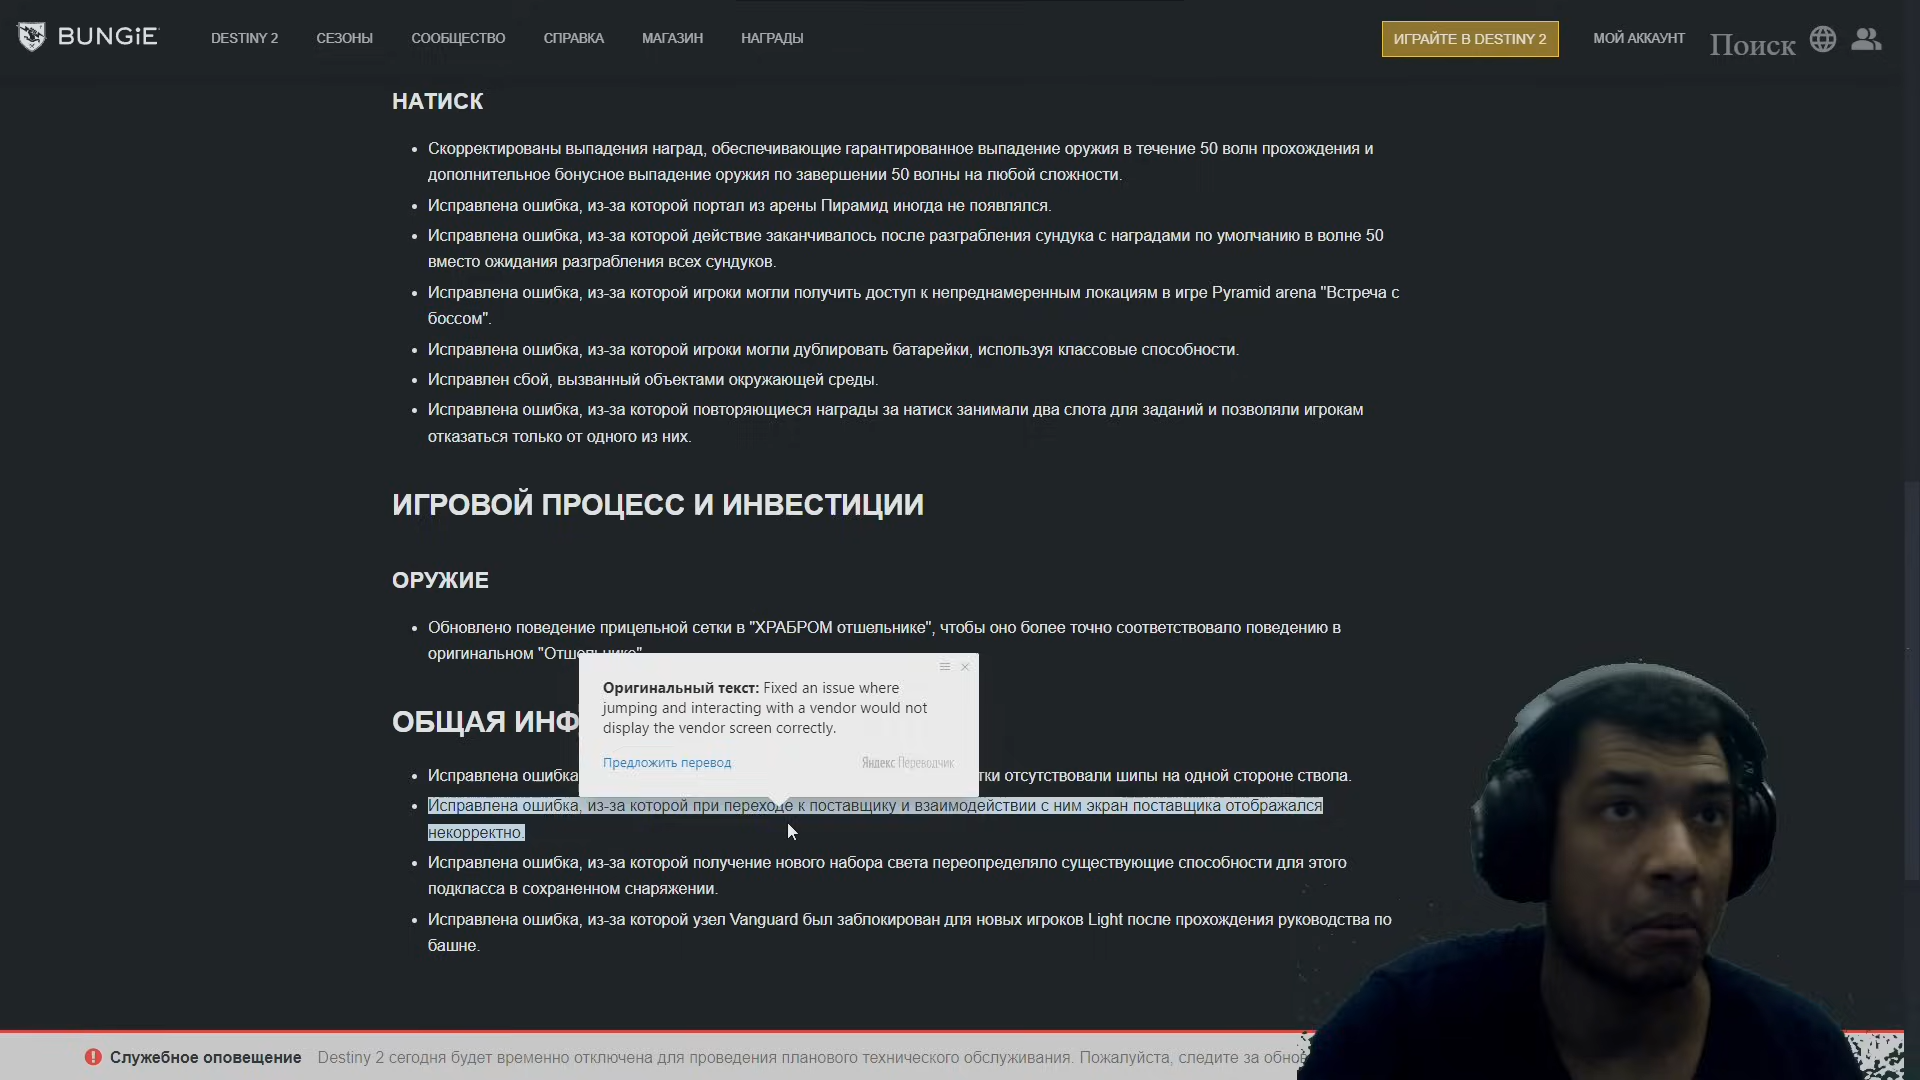 BUNGiE
DESTINY 2
СЕЗОНЫ
СООБЩЕСТВО
СПРАВКА
МАГАЗИН
НАГРАДЫ
ИГРАЙТЕ В DESTINY 2
МОЙ АККАУНТ
Поиск
НАТИСК
Скорректированы выпадения наград, обеспечивающие гарантированное выпадение оружия в течение 50 волн прохождения и
дополнительное бонусное выпадение оружия по завершении 50 волны на любой сложности.
Исправлена ошибка, из-за которой портал из арены Пирамид иногда не появлялся.
Исправлена ошибка, из-за которой действие заканчивалось после разграбления сундука с наградами по умолчанию в волне 50
вместо ожидания разграбления всех сундуков.
Исправлена ошибка, из-за которой игроки могли получить доступ к непреднамеренным локациям в игре Pyramid arena "Встреча с
боссом".
Исправлена ошибка, из-за которой игроки могли дублировать батарейки, используя классовые способности.
Исправлен сбой, вызванный объектами окружающей среды.
Исправлена ошибка, из-за которой повторяющиеся награды за натиск занимали два слота для заданий и позволяли игрокам
отказаться только от одного из них.
ИГРОВОЙ ПРОЦЕСС И ИНВЕСТИЦИИ
ОРУЖИЕ
Обновлено поведение прицельной сетки в "ХРАБРОМ отшельнике", чтобы оно более точно соответствовало поведению в
оригинальном "Отшельнике"
Оригинальный текст: Fixed an issue where
jumping and interacting with a vendor would not
display the vendor screen correctly.
Предложить перевод
Яндекс Переводчик
ОБЩАЯ ИНФ
Исправлена ошибка тки отсутствовали шипы на одной стороне ствола.
Исправлена ошибка, из-за которой при переходе к поставщику и взаимодействии с ним экран поставщика отображался
некорректно.
Исправлена ошибка, из-за которой получение нового набора света переопределяло существующие способности для этого
подкласса в сохраненном снаряжении.
Исправлена ошибка, из-за которой узел Vanguard был заблокирован для новых игроков Light после прохождения руководства по
башне.
Служебное оповещение Destiny 2 сегодня будет временно отключена для проведения планового технического обслуживания. Пожалуйста, следите за обно